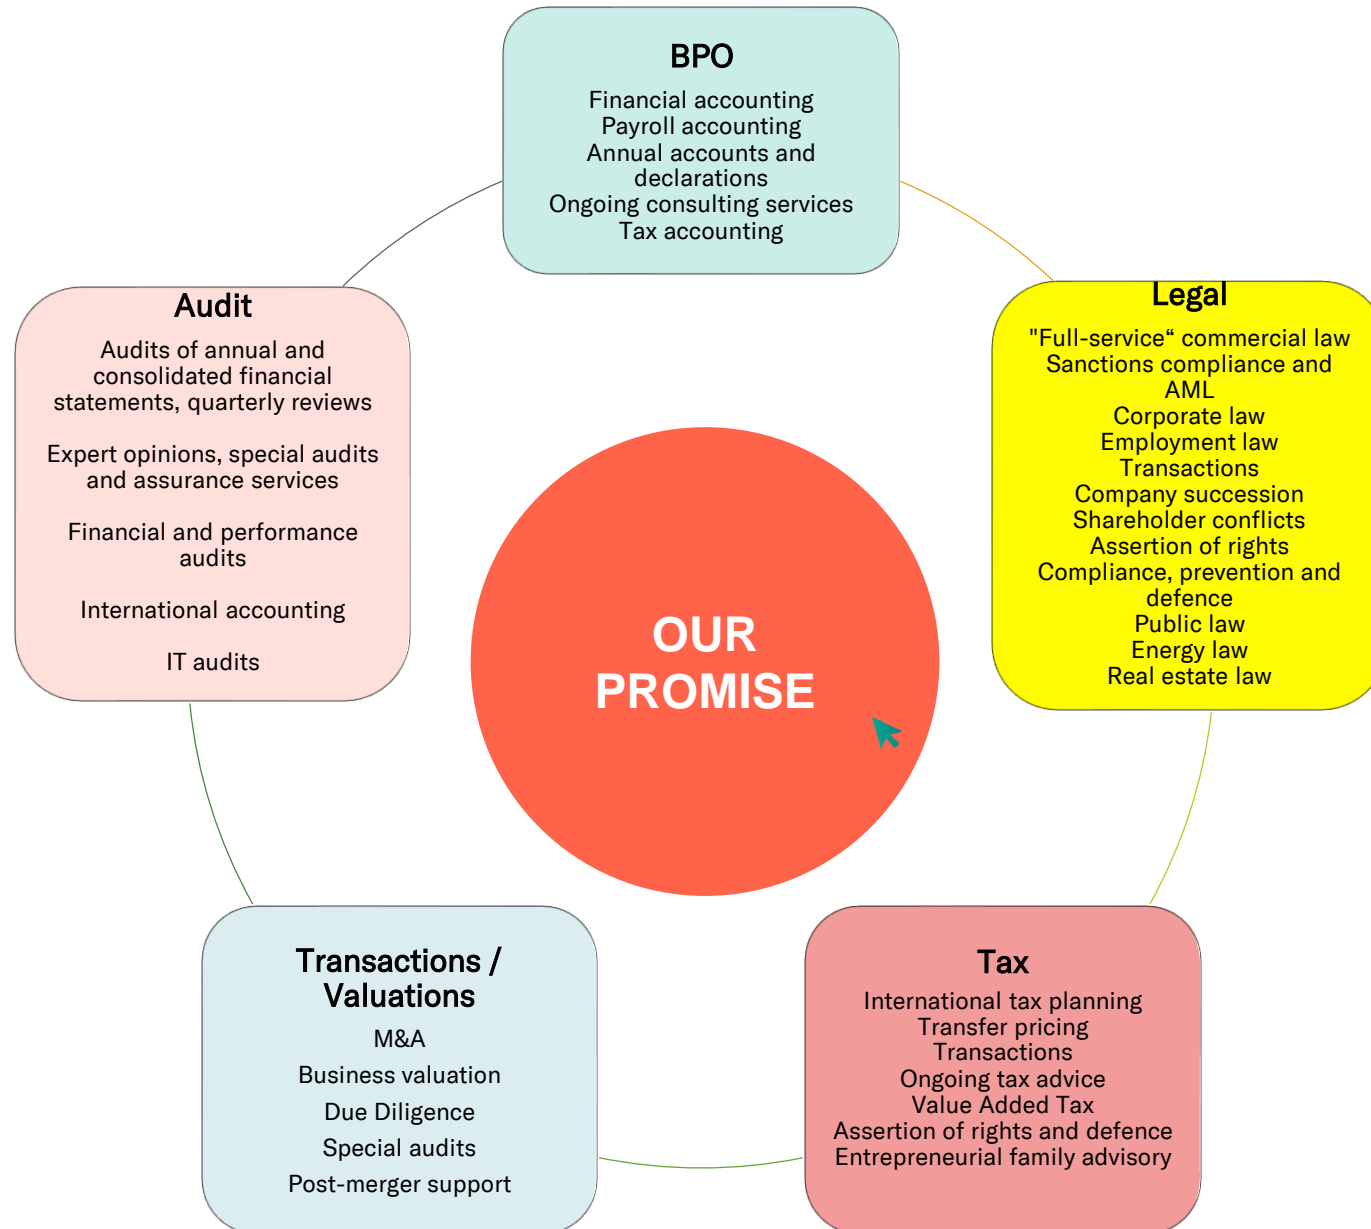 BPO
Financial accounting
Payroll accounting
Annual accounts and
declarations
Ongoing consulting services
Tax accounting
Audit
Audits of annual and
consolidated financial
statements, quarterly reviews
Expert opinions, special audits
and assurance services
Financial and performance
audits
International accounting
IT audits
Legal
"Full-service“ commercial law
Sanctions compliance and
AML
Corporate law
Employment law
Transactions
Company succession
Shareholder conflicts
Assertion of rights
Compliance, prevention and
defence
Public law
Energy law
Real estate law
OUR
PROMISE
Transactions /
Valuations
M&A
Business valuation
Due Diligence
Special audits
Post-merger support
Tax
International tax planning
Transfer pricing
Transactions
Ongoing tax advice
Value Added Tax
Assertion of rights and defence
Entrepreneurial family advisory